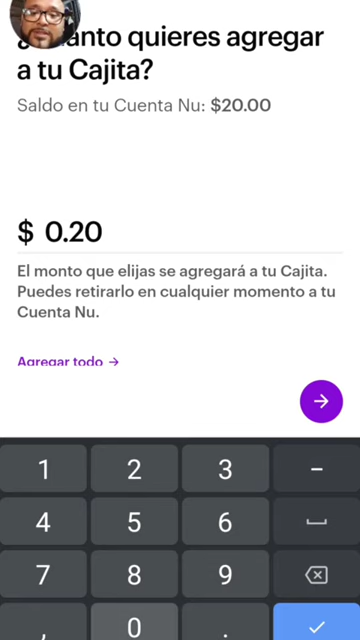 ¿Cuánto quieres agregar
a tu Cajita?
Saldo en tu Cuenta Nu: $20.00
$ 0.20
El monto que elijas se agregará a tu Cajita.
Puedes retirarlo en cualquier momento a tu
Cuenta Nu.
Agregar todo →
1 2 3 –
4 5 6
7 8 9
, 0 .